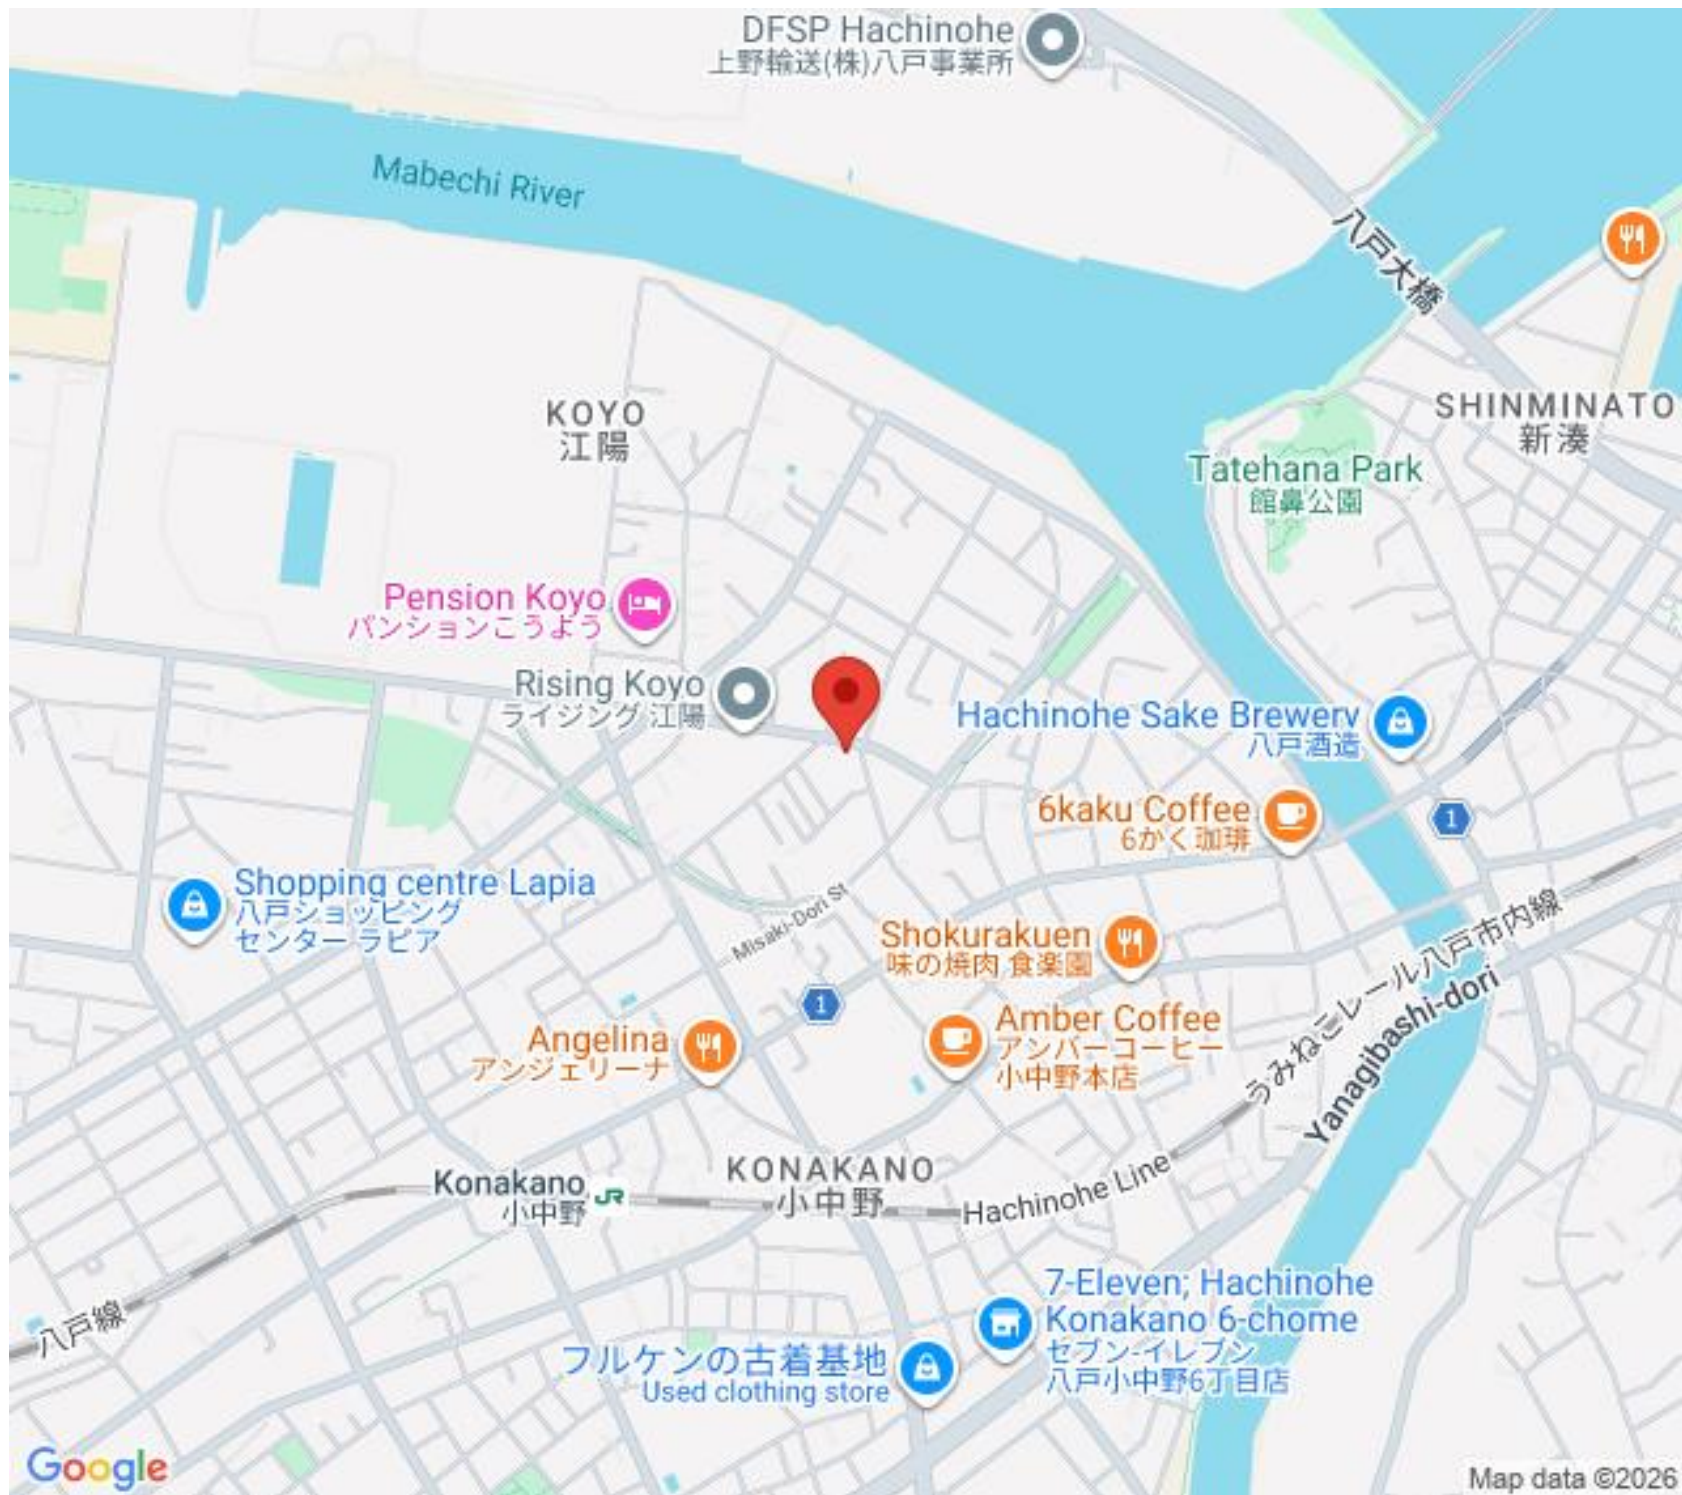 DFSP Hachinohe
上野輸送(株)八戸事業所
Mabechi River
八戸大橋
KOYO
江陽
SHINMINATO
新湊
Tatehana Park
館鼻公園
Pension Koyo
パンションこうよう
Rising Koyo
ライジング 江陽
Hachinohe Sake Brewery
八戸酒造
6kaku Coffee
6かく珈琲
1
Shopping centre Lapia
八戸ショッピング
センター ラピア
Misaki-Dori St
Shokurakuen
味の焼肉 食楽園
うみねこレール八戸市内線
Yanagibashi-dori
1
Angelina
アンジェリーナ
Amber Coffee
アンバーコーヒー
小中野本店
Konakano
小中野
JR
KONAKANO
小中野
Hachinohe Line
八戸線
7-Eleven; Hachinohe
Konakano 6-chome
セブン-イレブン
八戸小中野6丁目店
フルケンの古着基地
Used clothing store
Google
Map data ©2026